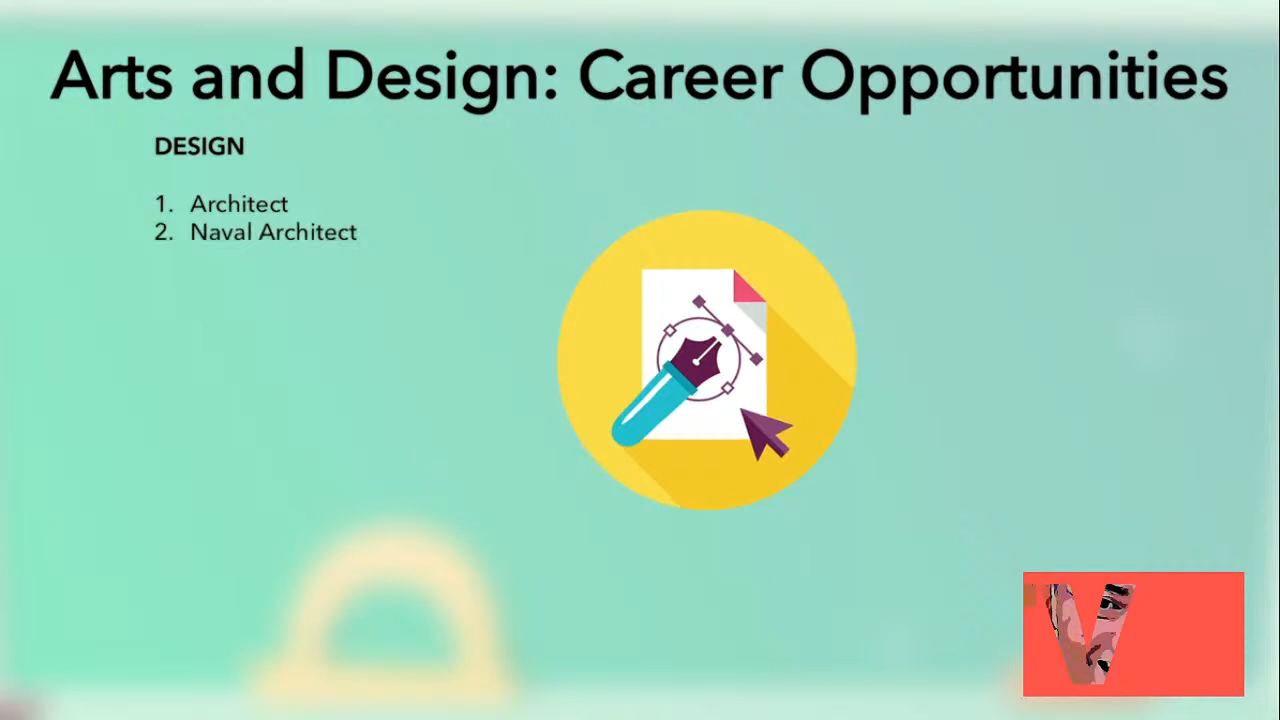 Arts and Design: Career Opportunities
DESIGN
1. Architect
2. Naval Architect
V